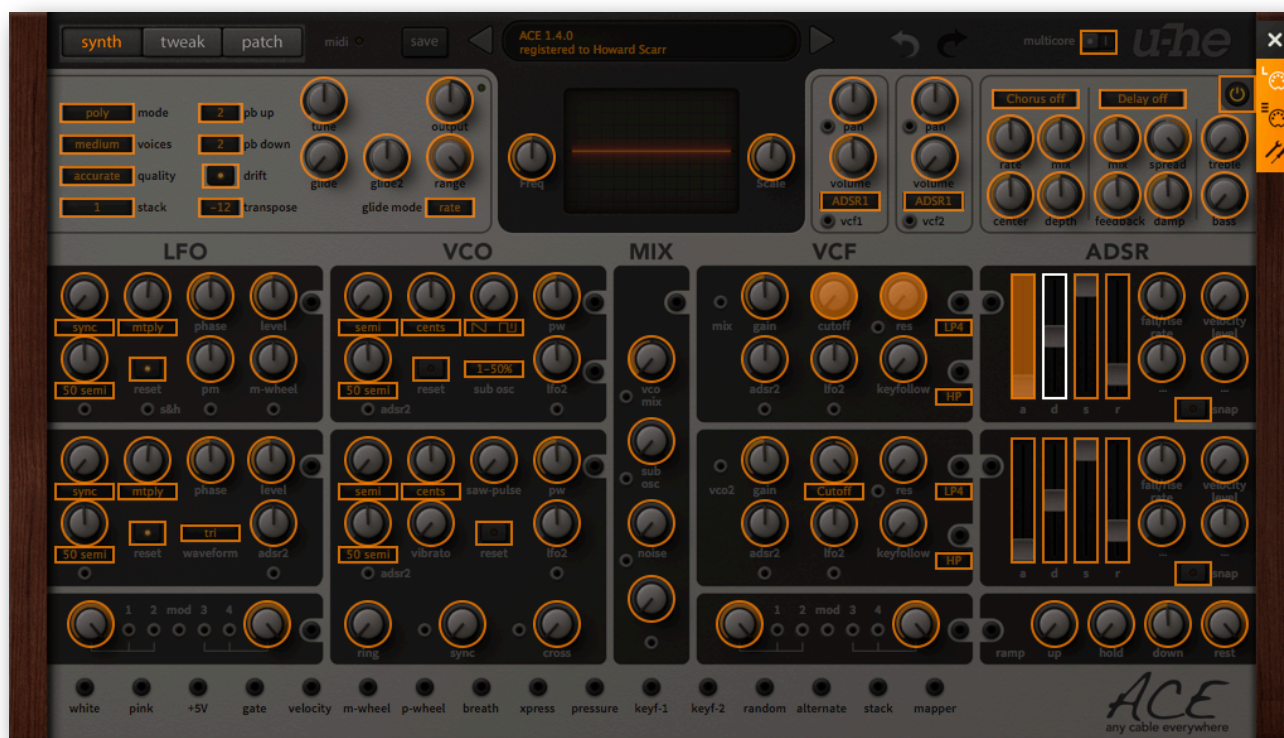 synth tweak patch midi save ACE 1.4.0 multicore u-he
registered to Howard Scarr
poly mode 2 pb up tune output
medium voices 2 pb down
accurate quality drift glide glide2 range
1 stack -12 transpose glide mode rate
Freq Scale
pan pan
volume volume
ADSR1 ADSR1
vcf1 vcf2
Chorus off Delay off
rate mix mix spread treble
center depth feedback damp bass
LFO VCO MIX VCF ADSR
sync mtply phase level
50 semi reset pm m-wheel
s&h
semi cents pw
1-50%
50 semi reset sub osc lfo2
adsr2
vco
mix
sub
osc
noise
mix gain cutoff res LP4
adsr2 lfo2 keyfollow
HP
fall/rise velocity
rate level
... ...
a d s r snap
sync mtply phase level
tri
50 semi reset waveform adsr2
semi cents saw-pulse pw
50 semi vibrato reset lfo2
adsr2
vco2 gain Cutoff res LP4
adsr2 lfo2 keyfollow
HP
fall/rise velocity
rate level
... ...
a d s r snap
1 2 mod 3 4
ring sync cross
1 2 mod 3 4
ramp up hold down rest
white pink +5V gate velocity m-wheel p-wheel breath xpress pressure keyf-1 keyf-2 random alternate stack mapper
ACE
any cable everywhere